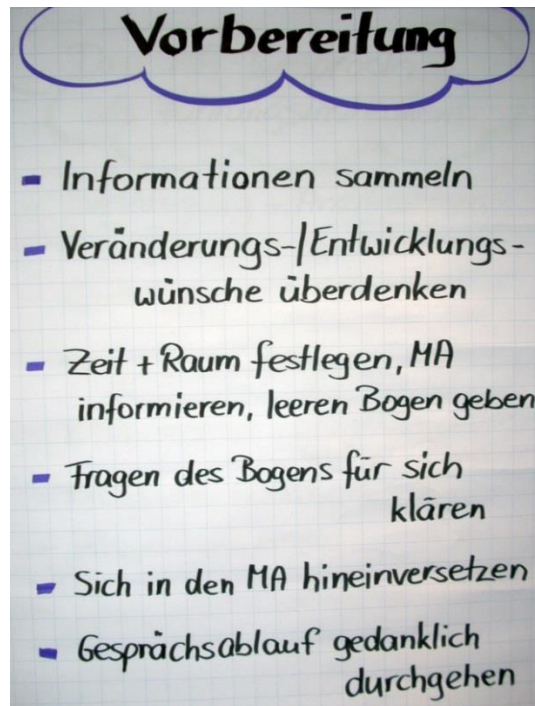 Vorbereitung
- Informationen sammeln
- Veränderungs-/Entwicklungs-
wünsche überdenken
- Zeit + Raum festlegen, MA
informieren, leeren Bogen geben
- Fragen des Bogens für sich
klären
- Sich in den MA hineinversetzen
- Gesprächsablauf gedanklich
durchgehen